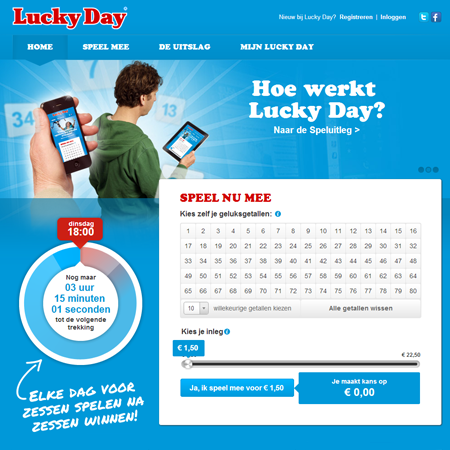 Lucky Day
Nieuw bij Lucky Day? Registreren | Inloggen
HOME SPEEL MEE DE UITSLAG MIJN LUCKY DAY
34
7
Hoe werkt
Lucky Day?
Naar de Speluitleg >
dinsdag
18:00
Nog maar
03 uur
15 minuten
01 seconden
tot de volgende
trekking
ELKE DAG VOOR
ZESSEN SPELEN NA
ZESSEN WINNEN!
SPEEL NU MEE
Kies zelf je geluksgetallen:
1 2 3 4 5 6 7 8 9 10 11 12 13 14 15 16
17 18 19 20 21 22 23 24 25 26 27 28 29 30 31 32
33 34 35 36 37 38 39 40 41 42 43 44 45 46 47 48
49 50 51 52 53 54 55 56 57 58 59 60 61 62 63 64
65 66 67 68 69 70 71 72 73 74 75 76 77 78 79 80
10 willekeurige getallen kiezen Alle getallen wissen
Kies je inleg
€ 1,50
€ 22,50
Ja, ik speel mee voor € 1,50
Je maakt kans op
€ 0,00